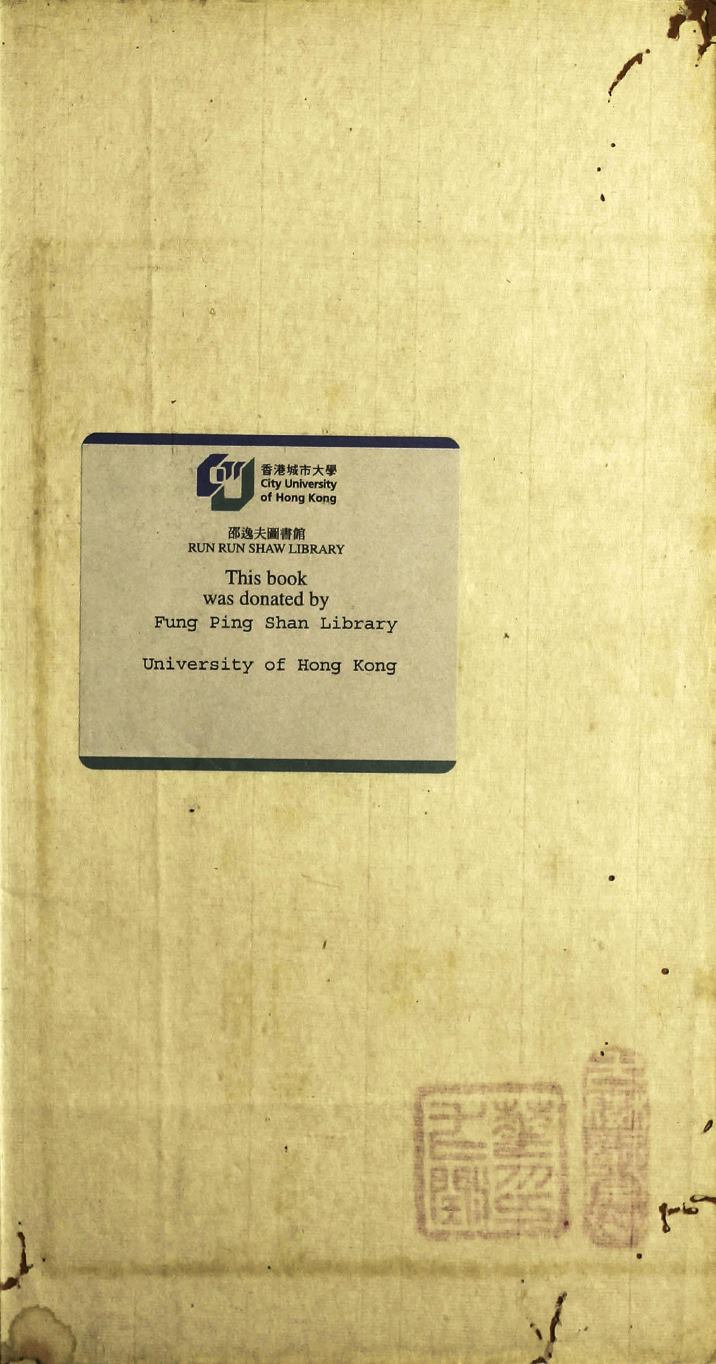 香港城市大學
City University
of Hong Kong
邵逸夫圖書館
RUN RUN SHAW LIBRARY
This book
was donated by
Fung Ping Shan Library
University of Hong Kong